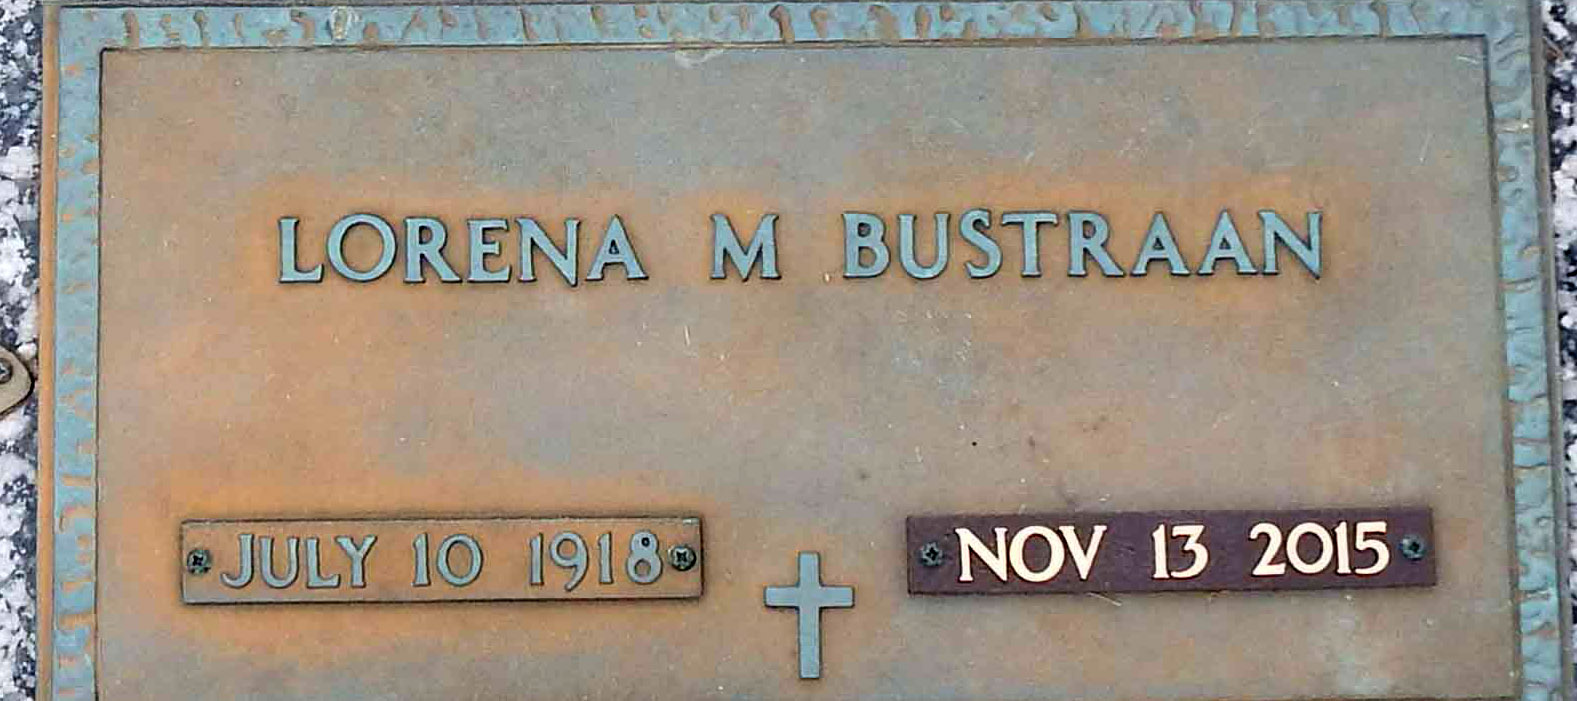 LORENA M BUSTRAAN
JULY 10 1918
NOV 13 2015